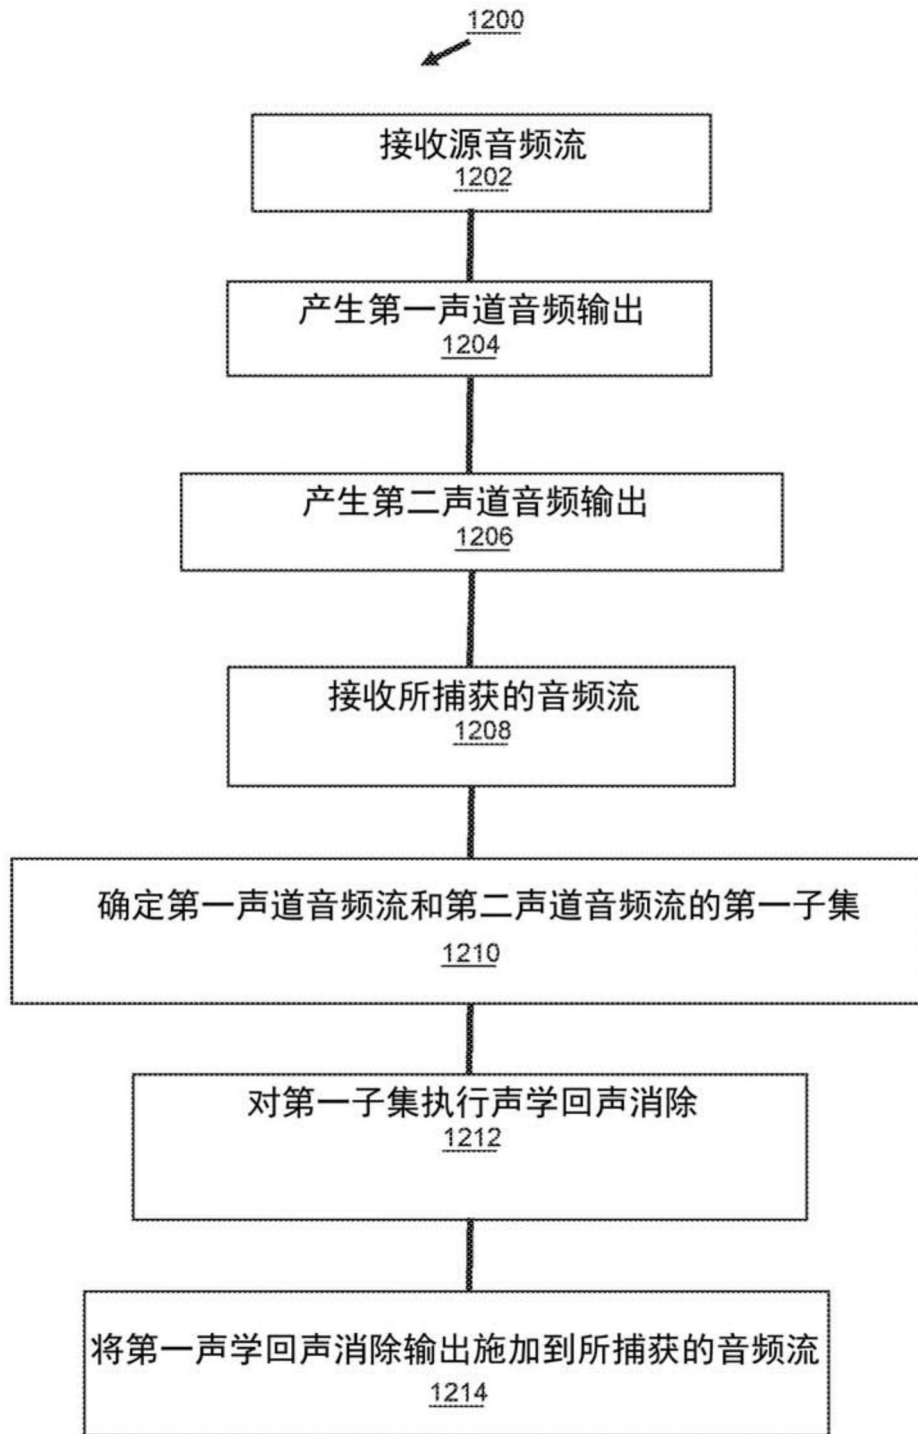 1200
接收源音频流
1202
产生第一声道音频输出
1204
产生第二声道音频输出
1206
接收所捕获的音频流
1208
确定第一声道音频流和第二声道音频流的第一子集
1210
对第一子集执行声学回声消除
1212
将第一声学回声消除输出施加到所捕获的音频流
1214